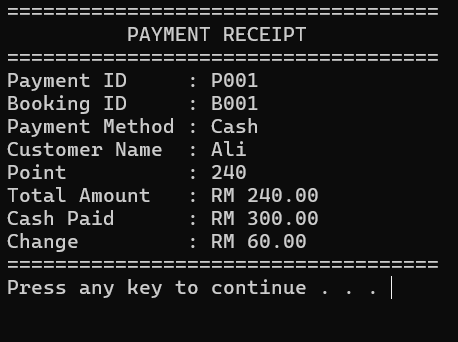 ====================================
          PAYMENT RECEIPT
====================================
Payment ID     : P001
Booking ID     : B001
Payment Method : Cash
Customer Name  : Ali
Point          : 240
Total Amount   : RM 240.00
Cash Paid      : RM 300.00
Change         : RM 60.00
====================================
Press any key to continue . . .